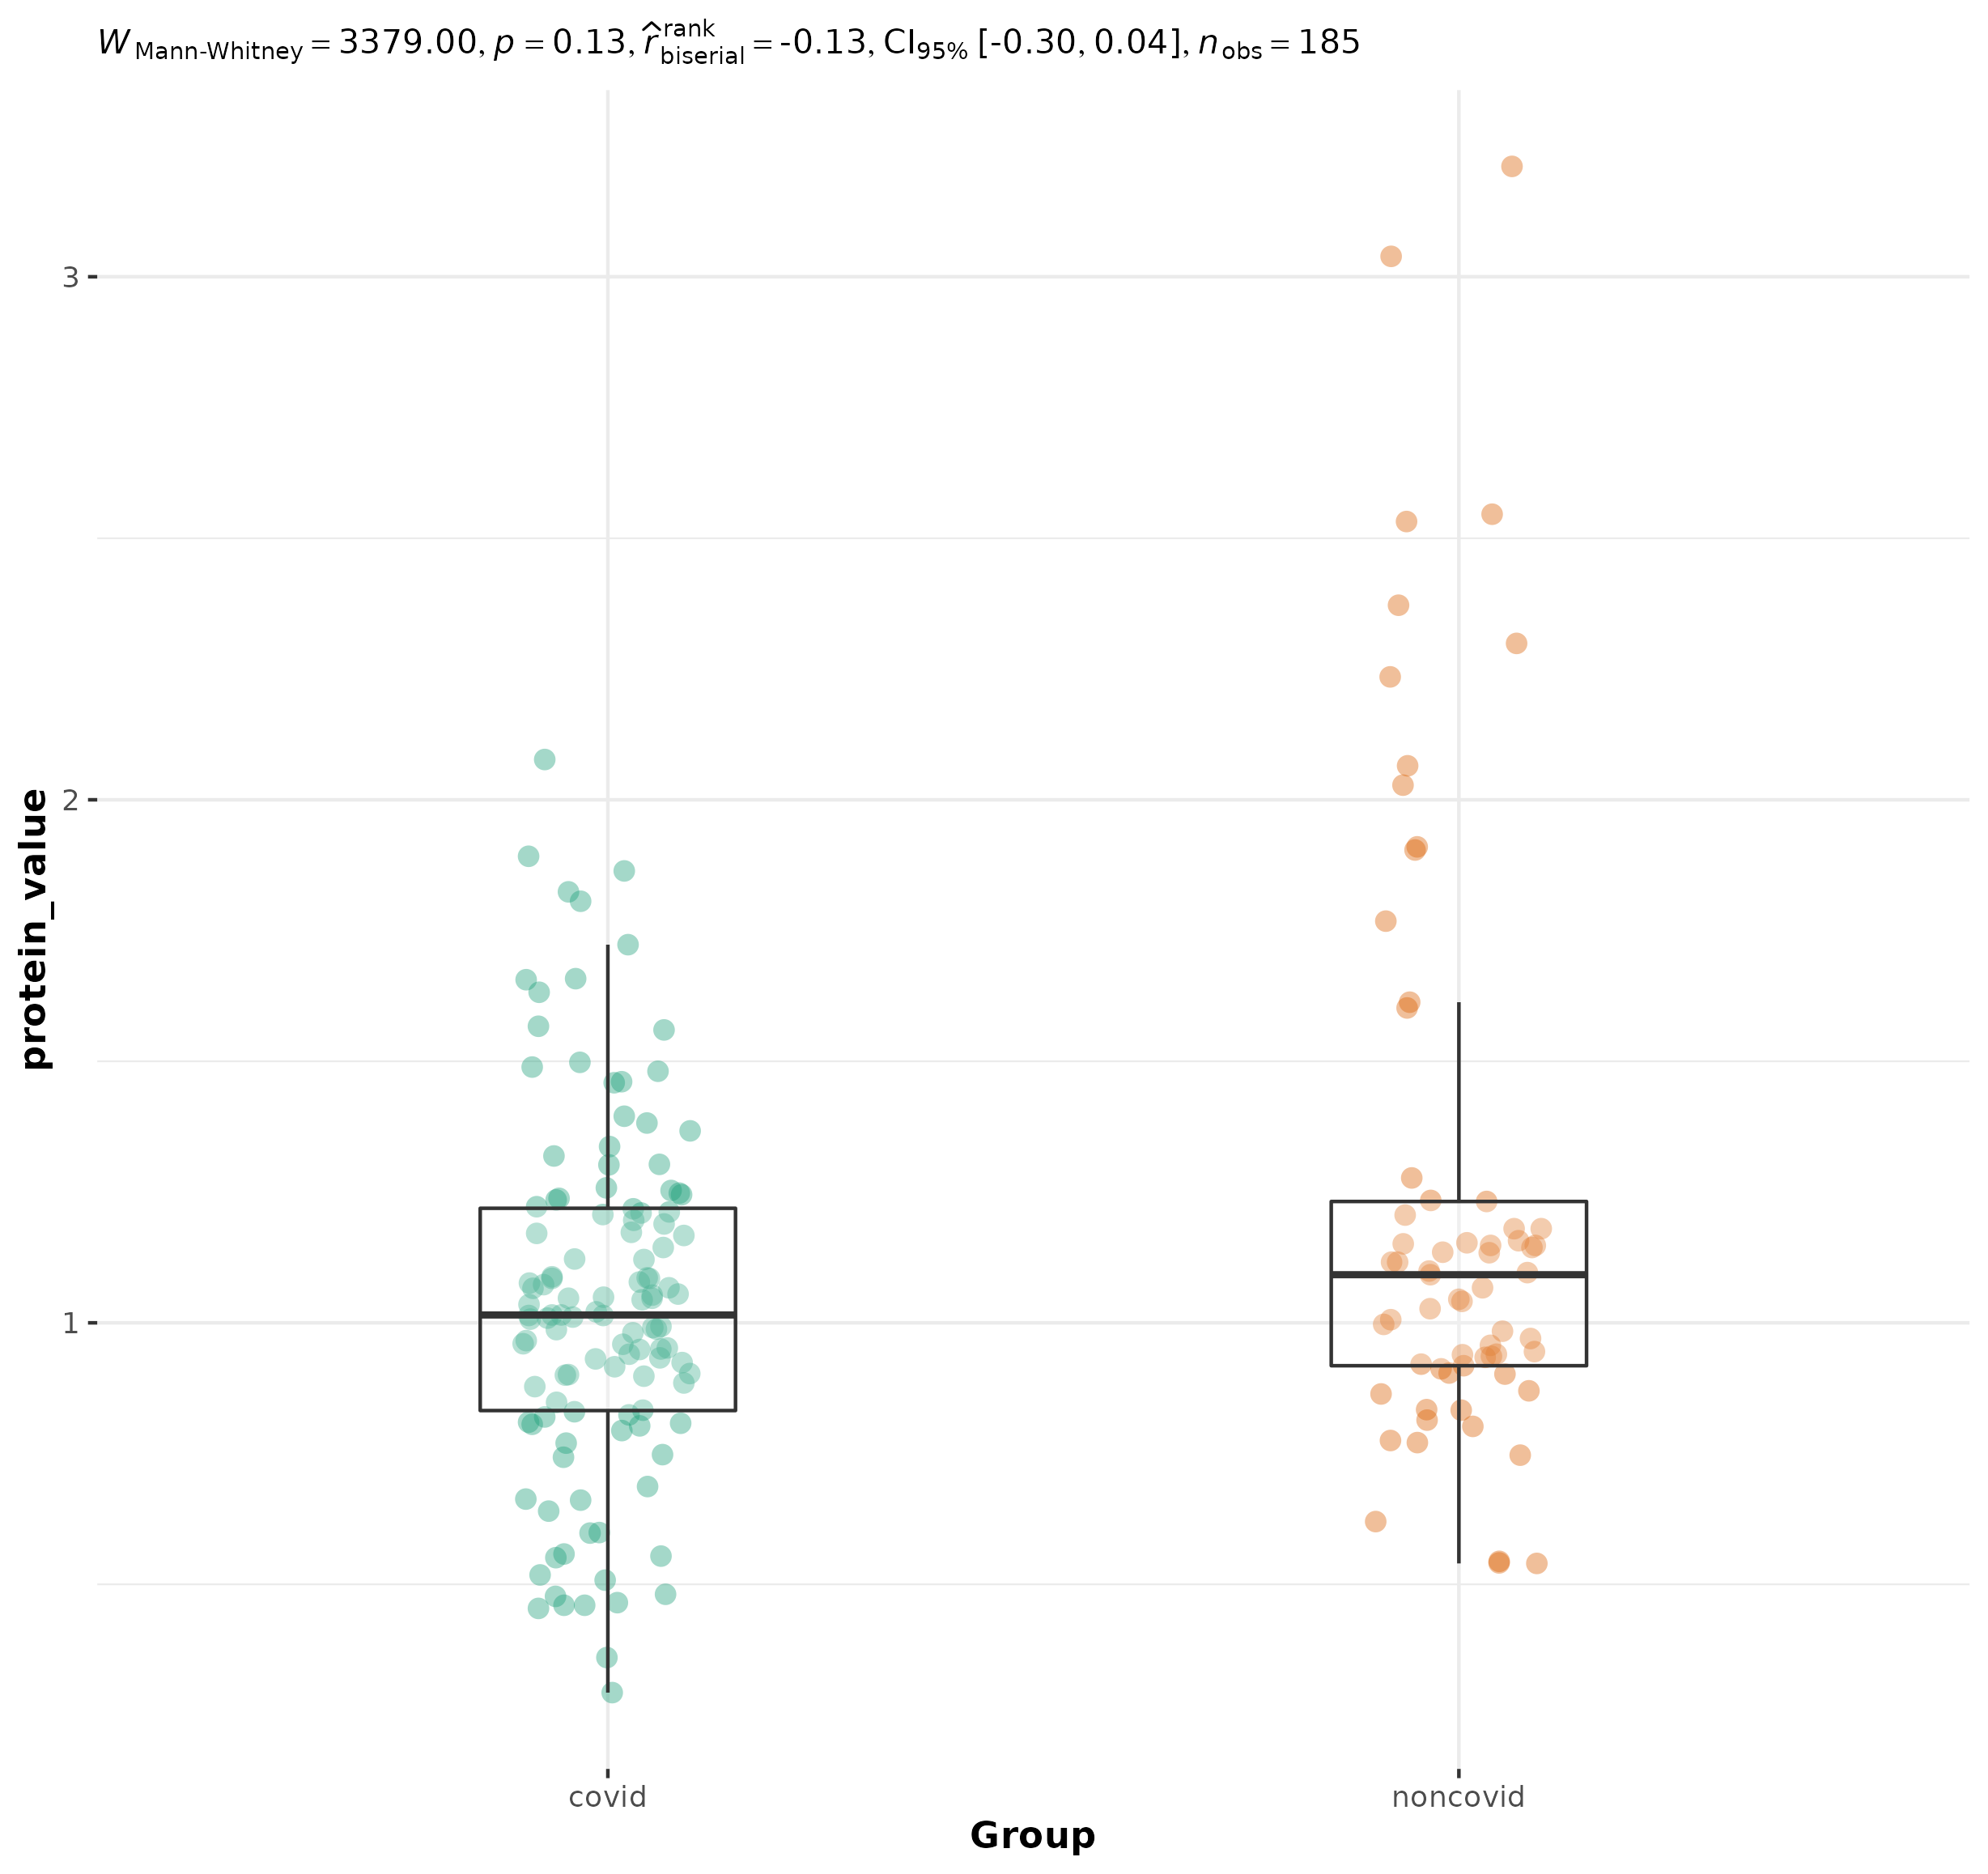 W Mann-Whitney = 3379.00, p = 0.13, r̂ rank biserial = -0.13, CI95% [-0.30, 0.04], nobs = 185
3
2
1
protein_value
covid noncovid
Group